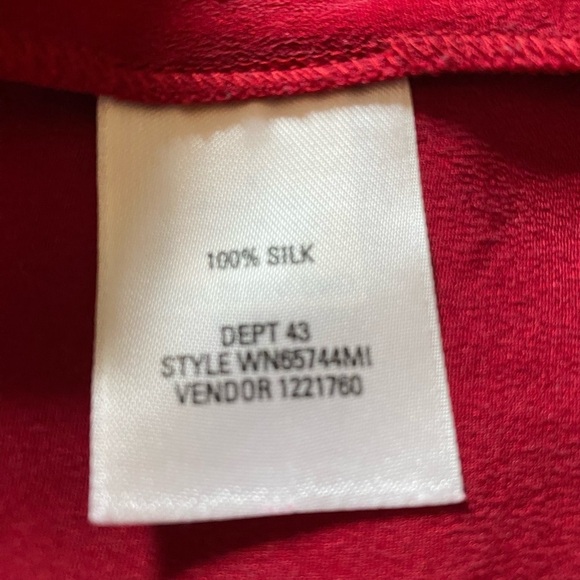 100% SILK
DEPT 43
STYLE WN65744MI
VENDOR 1221760